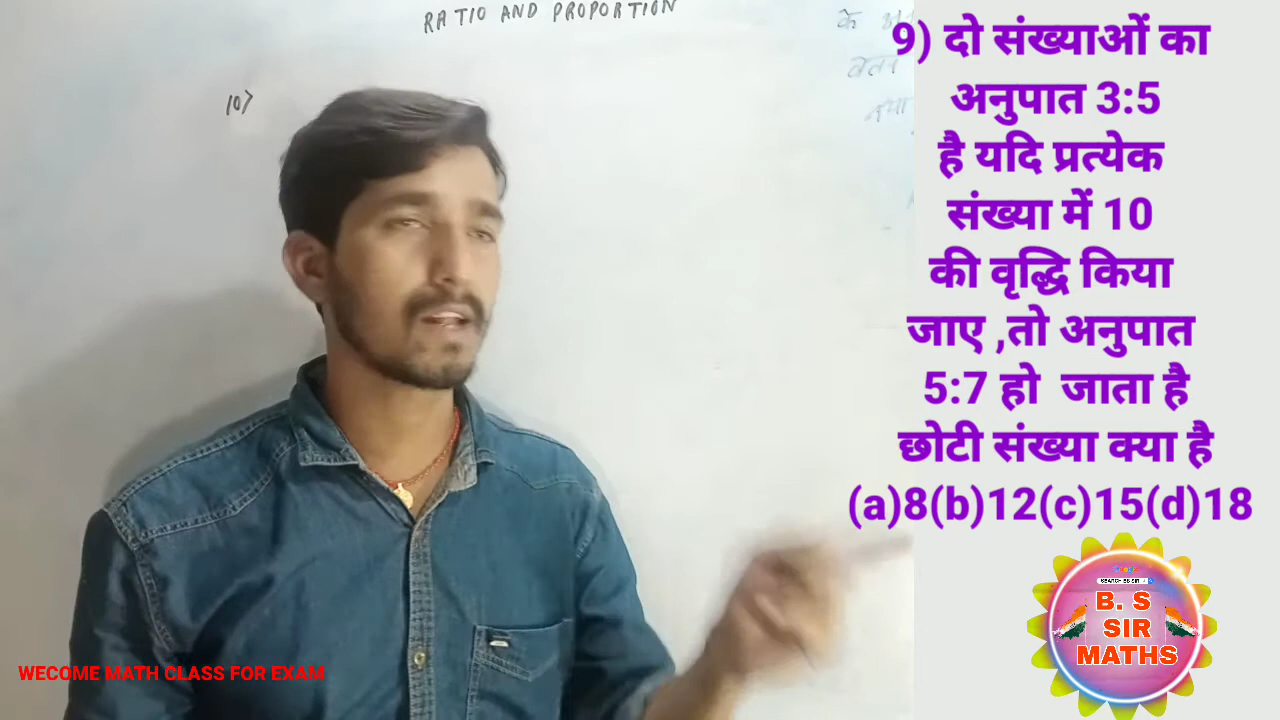 RATIO AND PROPORTION
10>
के
वेतन
9) दो संख्याओं का
अनुपात 3:5
है यदि प्रत्येक
संख्या में 10
की वृद्धि किया
जाए ,तो अनुपात
5:7 हो जाता है
छोटी संख्या क्या है
(a)8(b)12(c)15(d)18
B. S
SIR
MATHS
WECOME MATH CLASS FOR EXAM